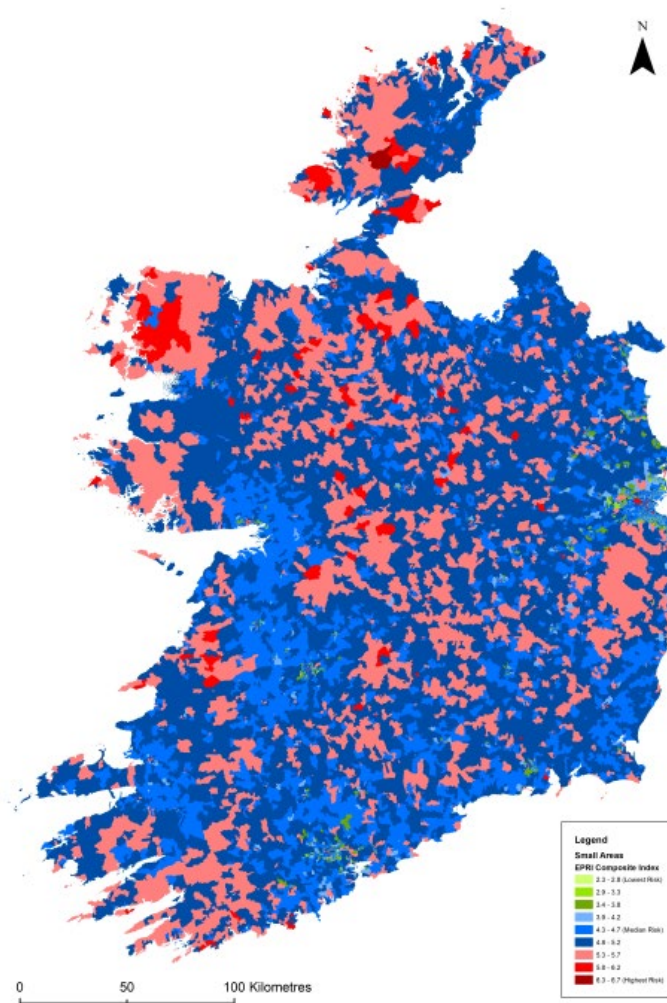 N
Legend
Small Areas
EPRI Composite Index
2.3 - 2.8 (Lowest Risk)
2.9 - 3.3
3.4 - 3.8
3.9 - 4.2
4.3 - 4.7 (Median Risk)
4.8 - 5.2
5.3 - 5.7
5.8 - 6.2
6.3 - 6.7 (Highest Risk)
0 50 100 Kilometres